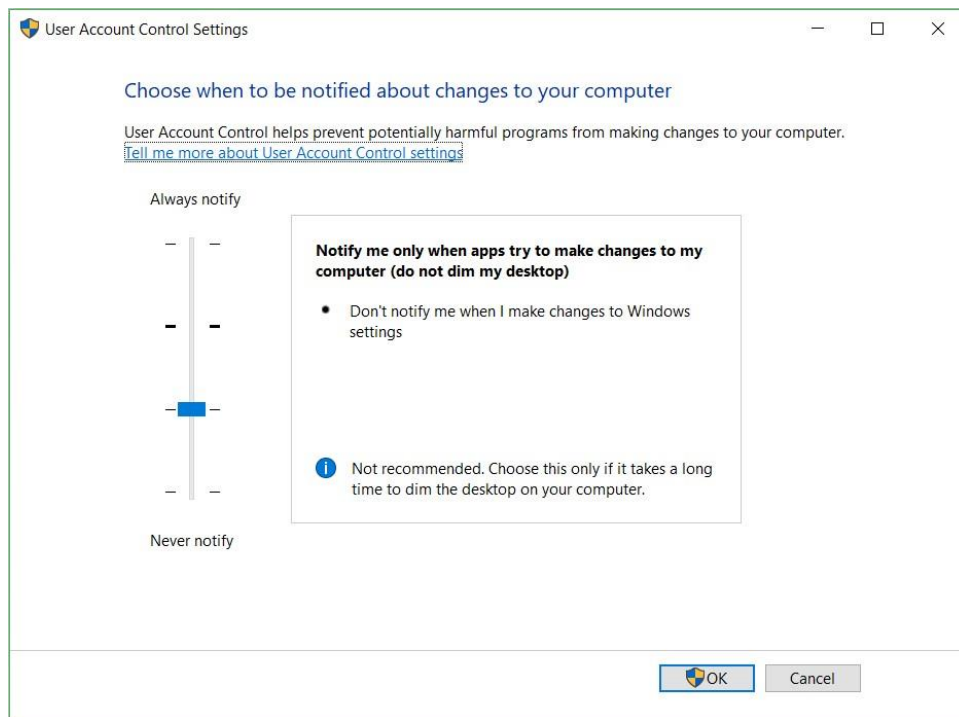 User Account Control Settings
Choose when to be notified about changes to your computer
User Account Control helps prevent potentially harmful programs from making changes to your computer.
Tell me more about User Account Control settings
Always notify
Notify me only when apps try to make changes to my
computer (do not dim my desktop)
Don't notify me when I make changes to Windows
settings
Not recommended. Choose this only if it takes a long
time to dim the desktop on your computer.
Never notify
OK
Cancel